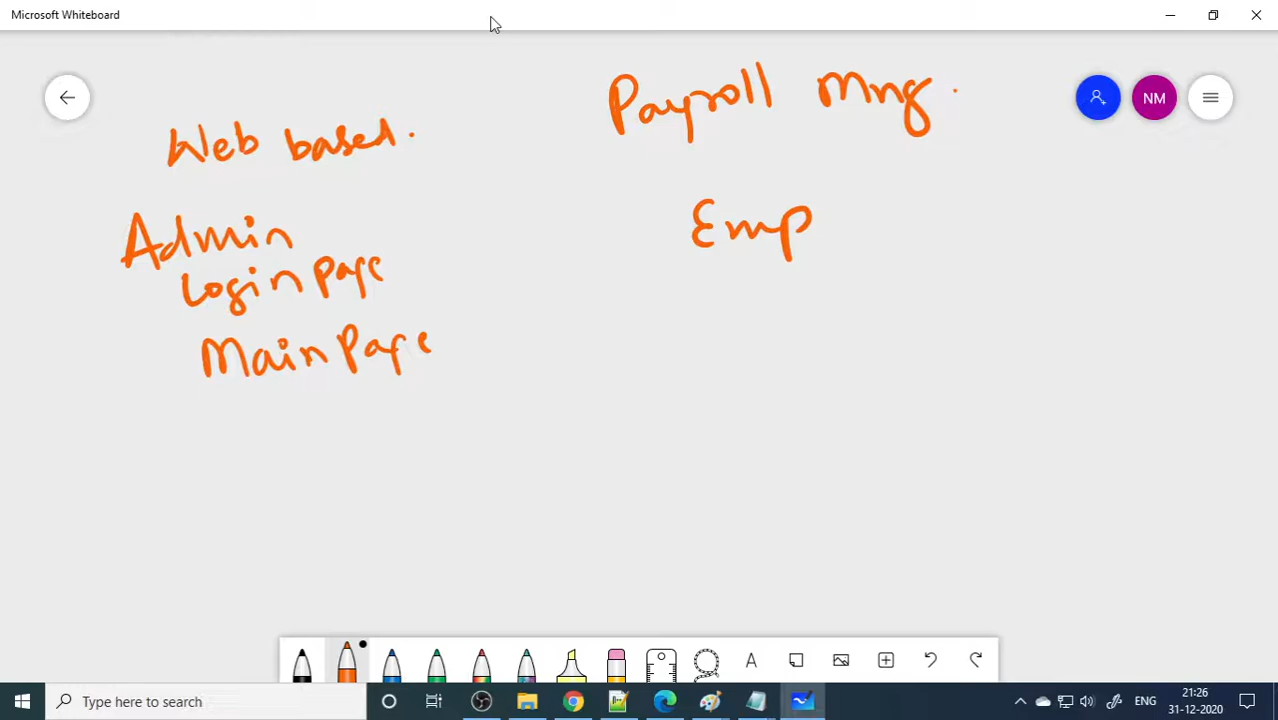 Microsoft Whiteboard
Payroll Mng.
NM
Web based.
Admin
Login Page
Main Page
Emp
A
Type here to search
ENG
21:26
31-12-2020